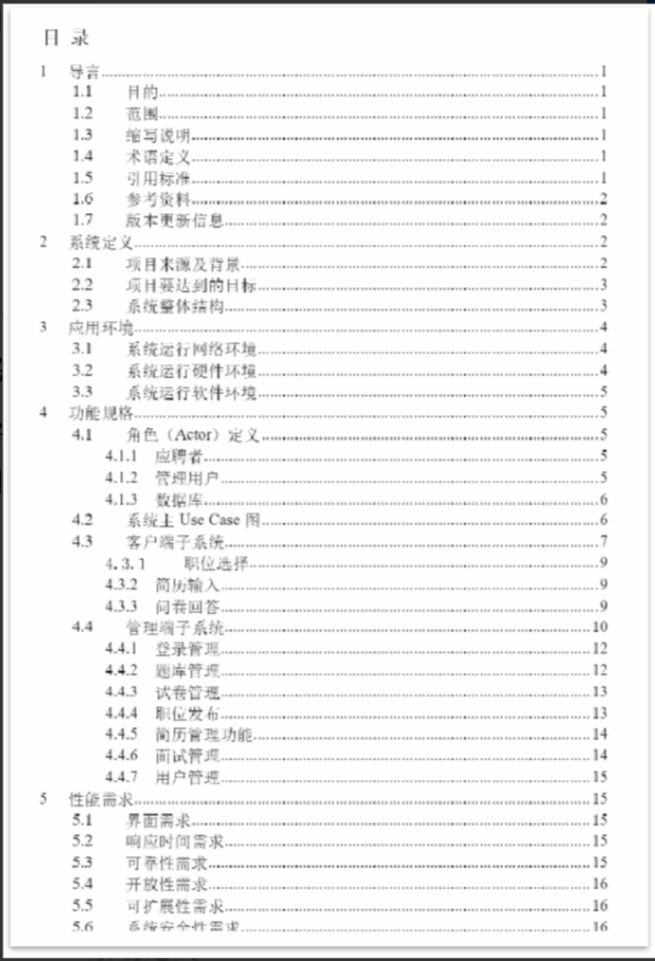 目 录
1 导言 1
1.1 目的 1
1.2 范围 1
1.3 缩写说明 1
1.4 术语定义 1
1.5 引用标准 1
1.6 参考资料 2
1.7 版本更新信息 2
2 系统定义 2
2.1 项目来源及背景 2
2.2 项目要达到的目标 3
2.3 系统整体结构 3
3 应用环境 4
3.1 系统运行网络环境 4
3.2 系统运行硬件环境 4
3.3 系统运行软件环境 5
4 功能规格 5
4.1 角色（Actor）定义 5
4.1.1 应聘者 5
4.1.2 管理用户 5
4.1.3 数据库 6
4.2 系统主 Use Case 图 6
4.3 客户端子系统 7
4.3.1 职位选择 9
4.3.2 简历输入 9
4.3.3 问卷回答 9
4.4 管理端子系统 10
4.4.1 登录管理 12
4.4.2 题库管理 12
4.4.3 试卷管理 13
4.4.4 职位发布 13
4.4.5 简历管理功能 14
4.4.6 面试管理 14
4.4.7 用户管理 15
5 性能需求 15
5.1 界面需求 15
5.2 响应时间需求 15
5.3 可靠性需求 15
5.4 开放性需求 16
5.5 可扩展性需求 16
5.6 系统安全性需求 16